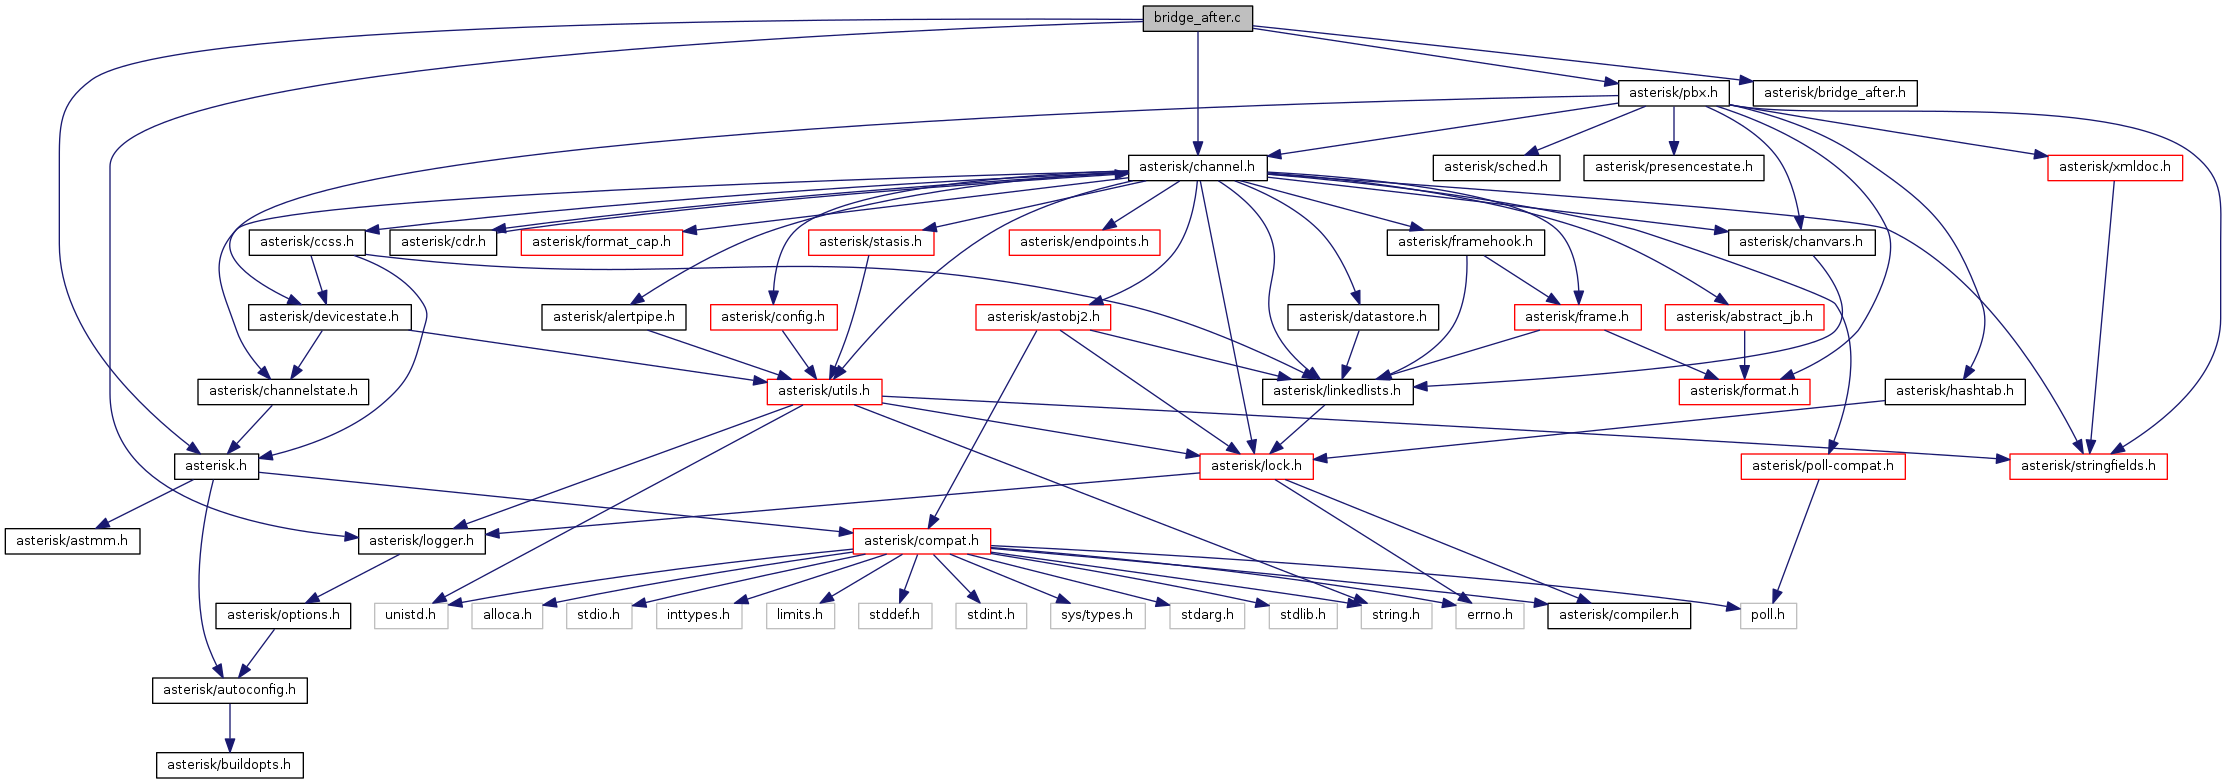 bridge_after.c
asterisk/pbx.h
asterisk/bridge_after.h
asterisk/channel.h
asterisk/sched.h
asterisk/presencestate.h
asterisk/xmldoc.h
asterisk/ccss.h
asterisk/cdr.h
asterisk/format_cap.h
asterisk/stasis.h
asterisk/endpoints.h
asterisk/framehook.h
asterisk/chanvars.h
asterisk/devicestate.h
asterisk/alertpipe.h
asterisk/config.h
asterisk/astobj2.h
asterisk/datastore.h
asterisk/frame.h
asterisk/abstract_jb.h
asterisk/channelstate.h
asterisk/utils.h
asterisk/linkedlists.h
asterisk/format.h
asterisk/hashtab.h
asterisk.h
asterisk/lock.h
asterisk/poll-compat.h
asterisk/stringfields.h
asterisk/astmm.h
asterisk/logger.h
asterisk/compat.h
asterisk/options.h
unistd.h
alloca.h
stdio.h
inttypes.h
limits.h
stddef.h
stdint.h
sys/types.h
stdarg.h
stdlib.h
string.h
errno.h
asterisk/compiler.h
poll.h
asterisk/autoconfig.h
asterisk/buildopts.h